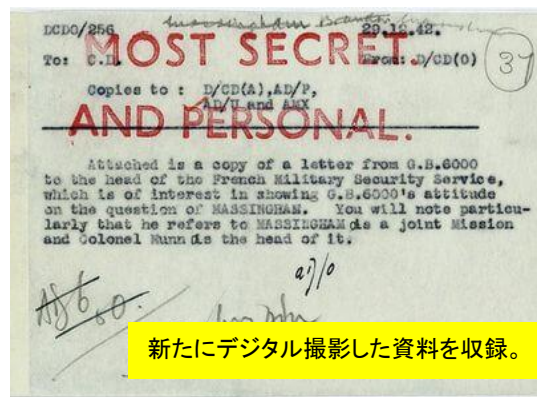 Massingham
DCDO/256 29.12.42.
MOST SECRET.
To: C.D. From: D/CD(O)
37
Copies to : D/CD(A),AD/P,
AD/U and AMX
AND PERSONAL.
Attached is a copy of a letter from G.B.6000
to the head of the French Military Security Service,
which is of interest in showing G.B.6000's attitude
on the question of MASSINGHAM. You will note particu-
larly that he refers to MASSINGHAM as a joint Mission
and Colonel Munn as the head of it.
新たにデジタル撮影した資料を収録。